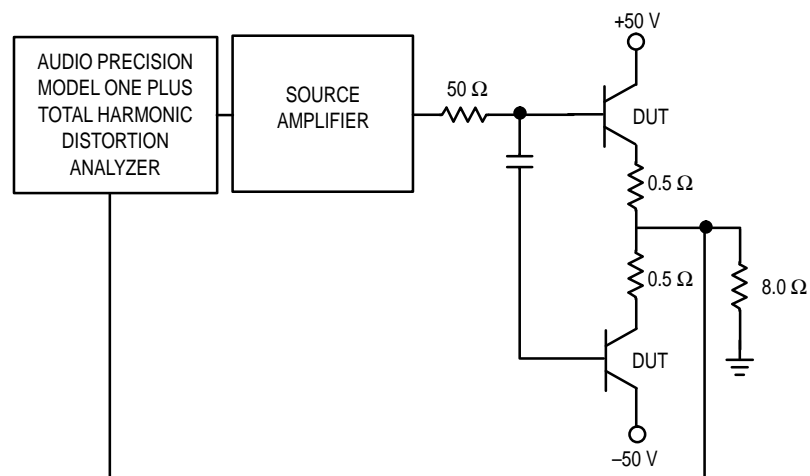 AUDIO PRECISION
MODEL ONE PLUS
TOTAL HARMONIC
DISTORTION
ANALYZER
SOURCE
AMPLIFIER
50 Ω
+50 V
DUT
0.5 Ω
0.5 Ω
8.0 Ω
DUT
–50 V